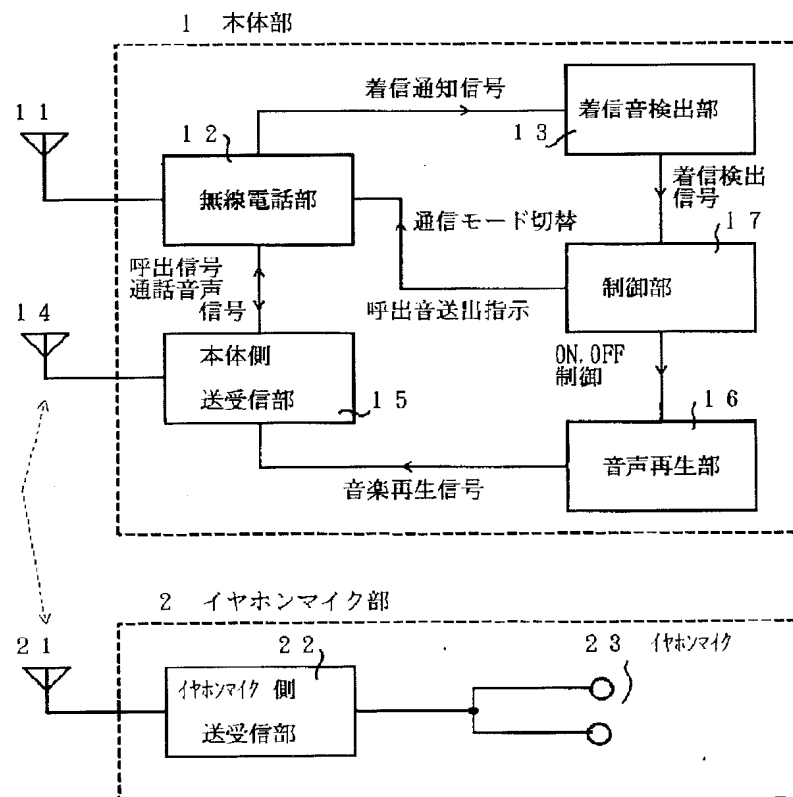 1 本体部
着信通知信号
11
12
無線電話部
着信音検出部
13
着信検出
信号
通信モード切替
17
制御部
呼出信号
通話音声
信号
呼出音送出指示
14
本体側
送受信部
15
ON, OFF
制御
16
音声再生部
音楽再生信号
2 イヤホンマイク部
21
22
イヤホンマイク 側
送受信部
23 イヤホンマイク